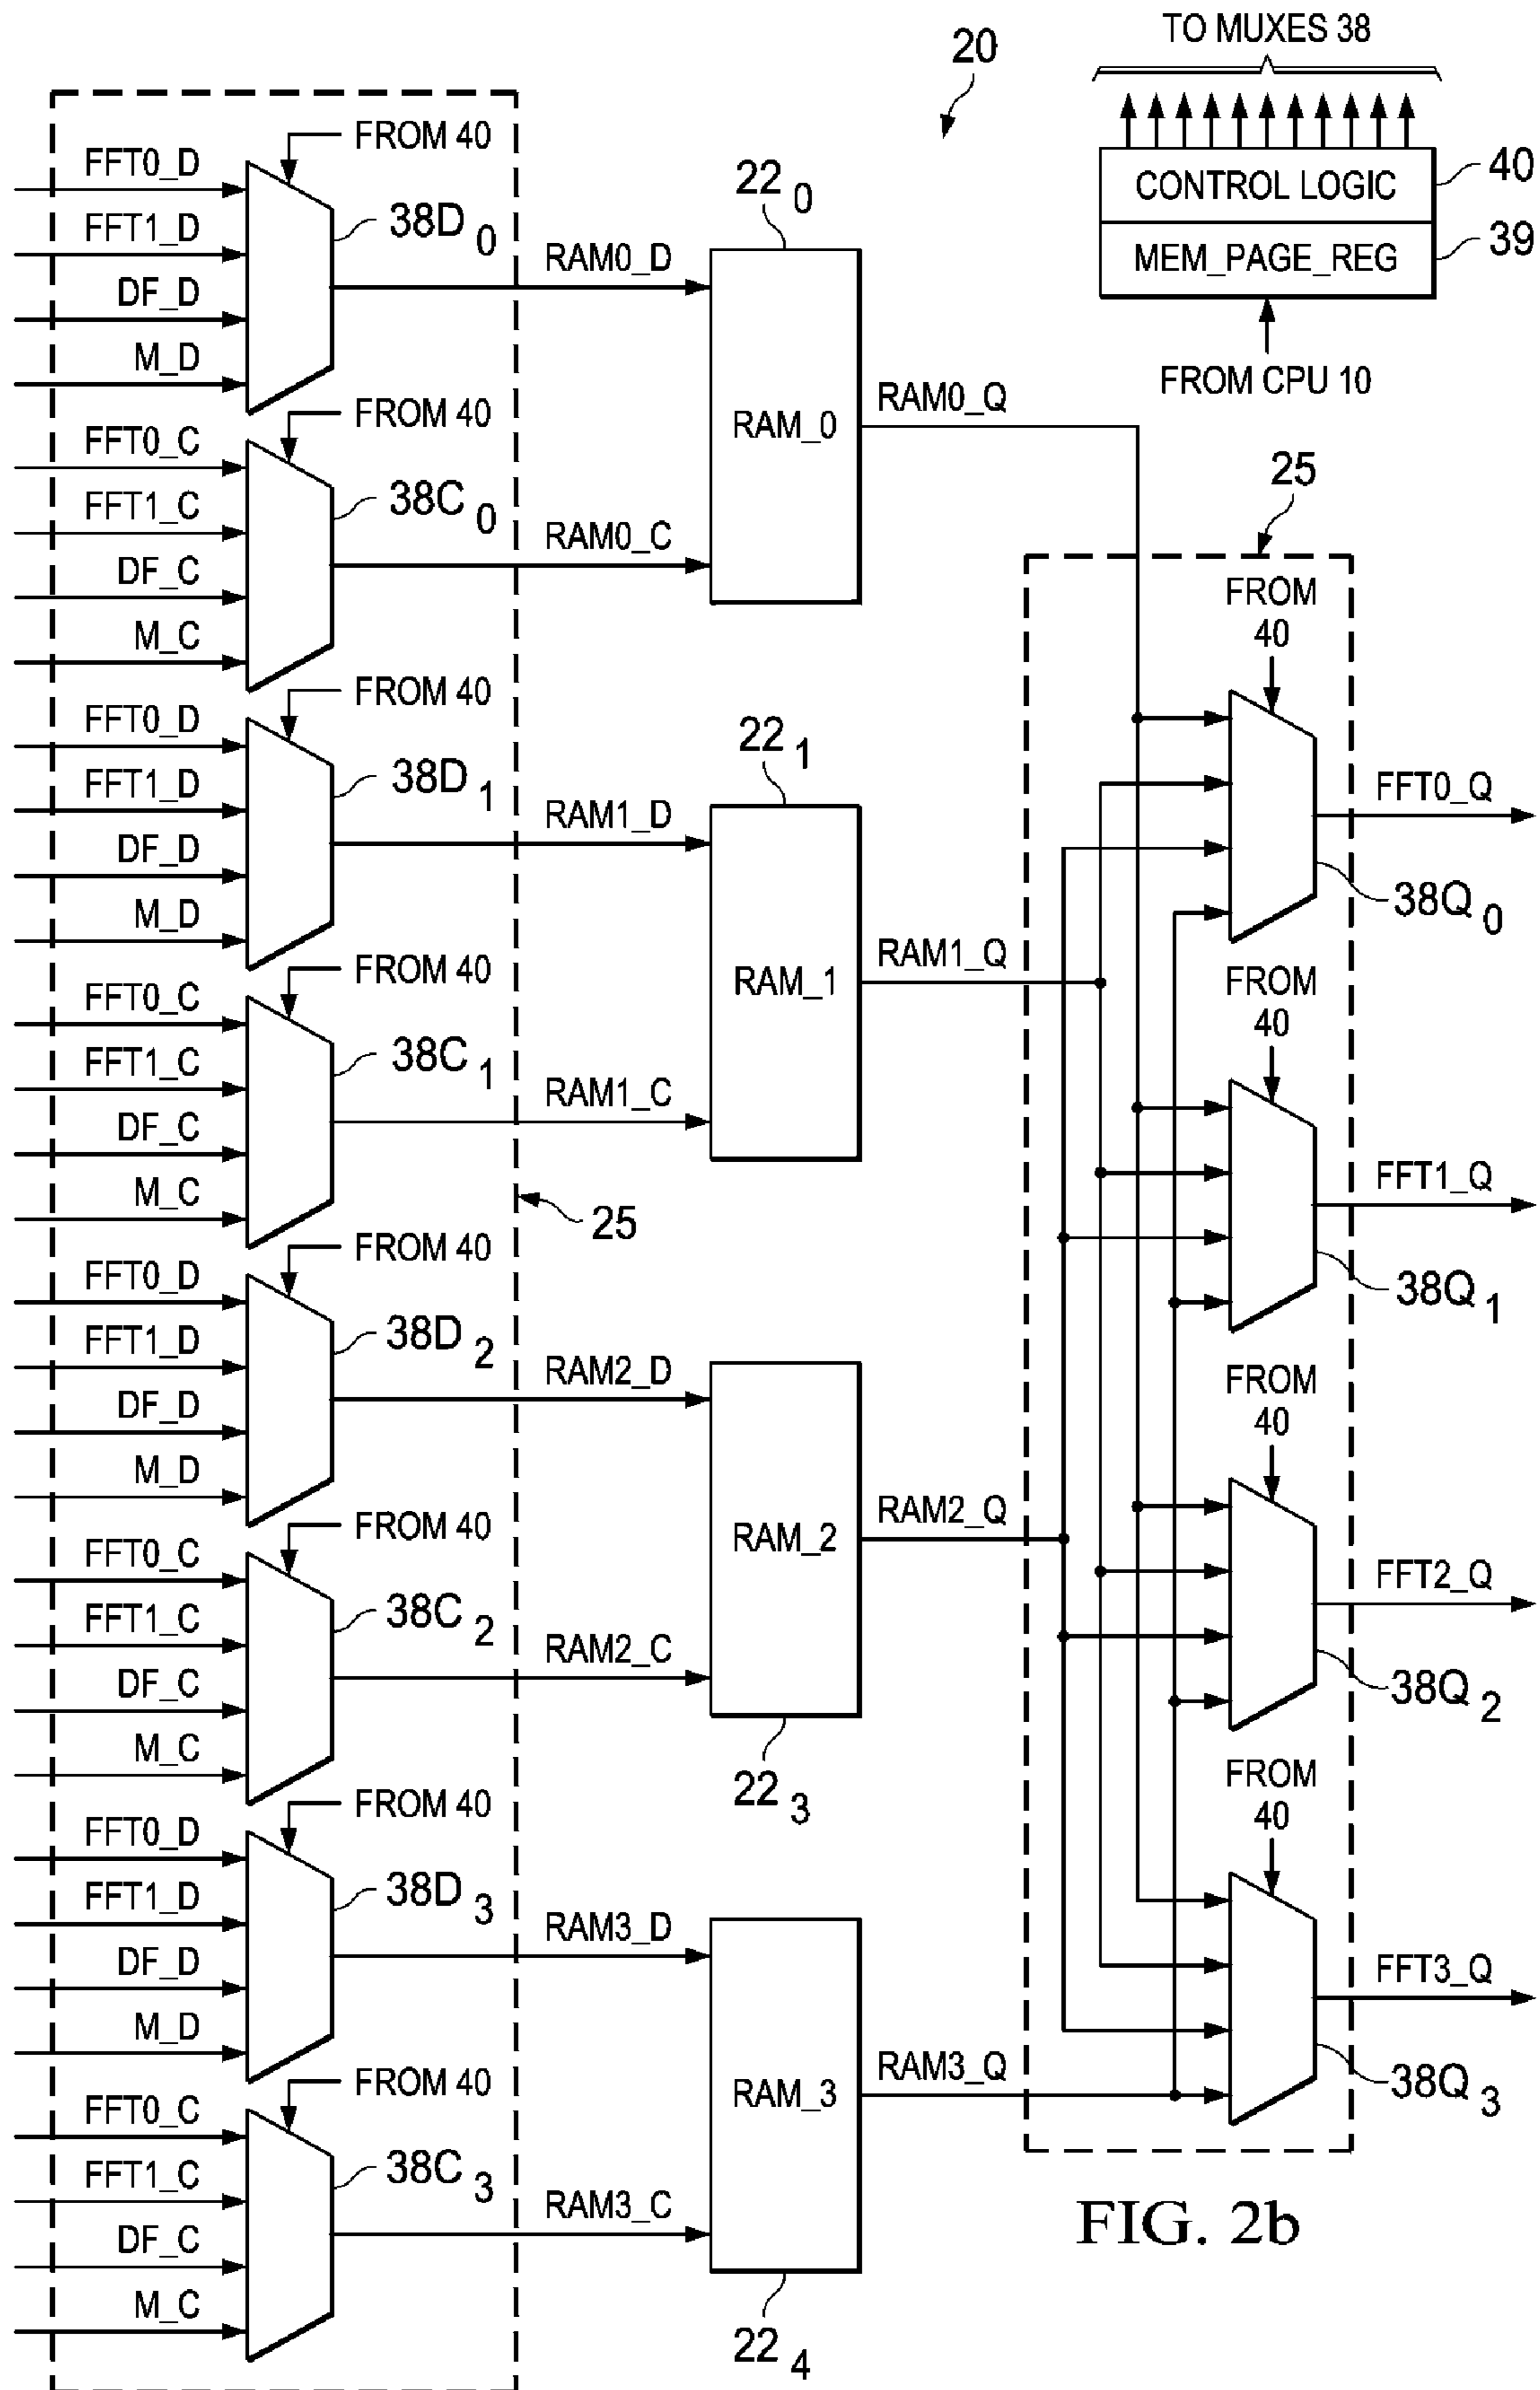 TO MUXES 38
20
CONTROL LOGIC
40
MEM_PAGE_REG
39
FROM CPU 10
FFT0_D
FFT1_D
DF_D
M_D
FROM 40
38D 0
RAM0_D
22 0
RAM_0
RAM0_Q
FFT0_C
FFT1_C
DF_C
M_C
FROM 40
38C 0
RAM0_C
FFT0_D
FFT1_D
DF_D
M_D
FROM 40
38D 1
RAM1_D
22 1
RAM_1
RAM1_Q
FFT0_C
FFT1_C
DF_C
M_C
FROM 40
38C 1
RAM1_C
25
FFT0_D
FFT1_D
DF_D
M_D
FROM 40
38D 2
RAM2_D
RAM_2
RAM2_Q
22 3
FFT0_C
FFT1_C
DF_C
M_C
FROM 40
38C 2
RAM2_C
FFT0_D
FFT1_D
DF_D
M_D
FROM 40
38D 3
RAM3_D
RAM_3
RAM3_Q
22 4
FFT0_C
FFT1_C
DF_C
M_C
FROM 40
38C 3
RAM3_C
25
FROM
40
FFT0_Q
38Q 0
FROM
40
FFT1_Q
38Q 1
FROM
40
FFT2_Q
38Q 2
FROM
40
FFT3_Q
38Q 3
FIG. 2b